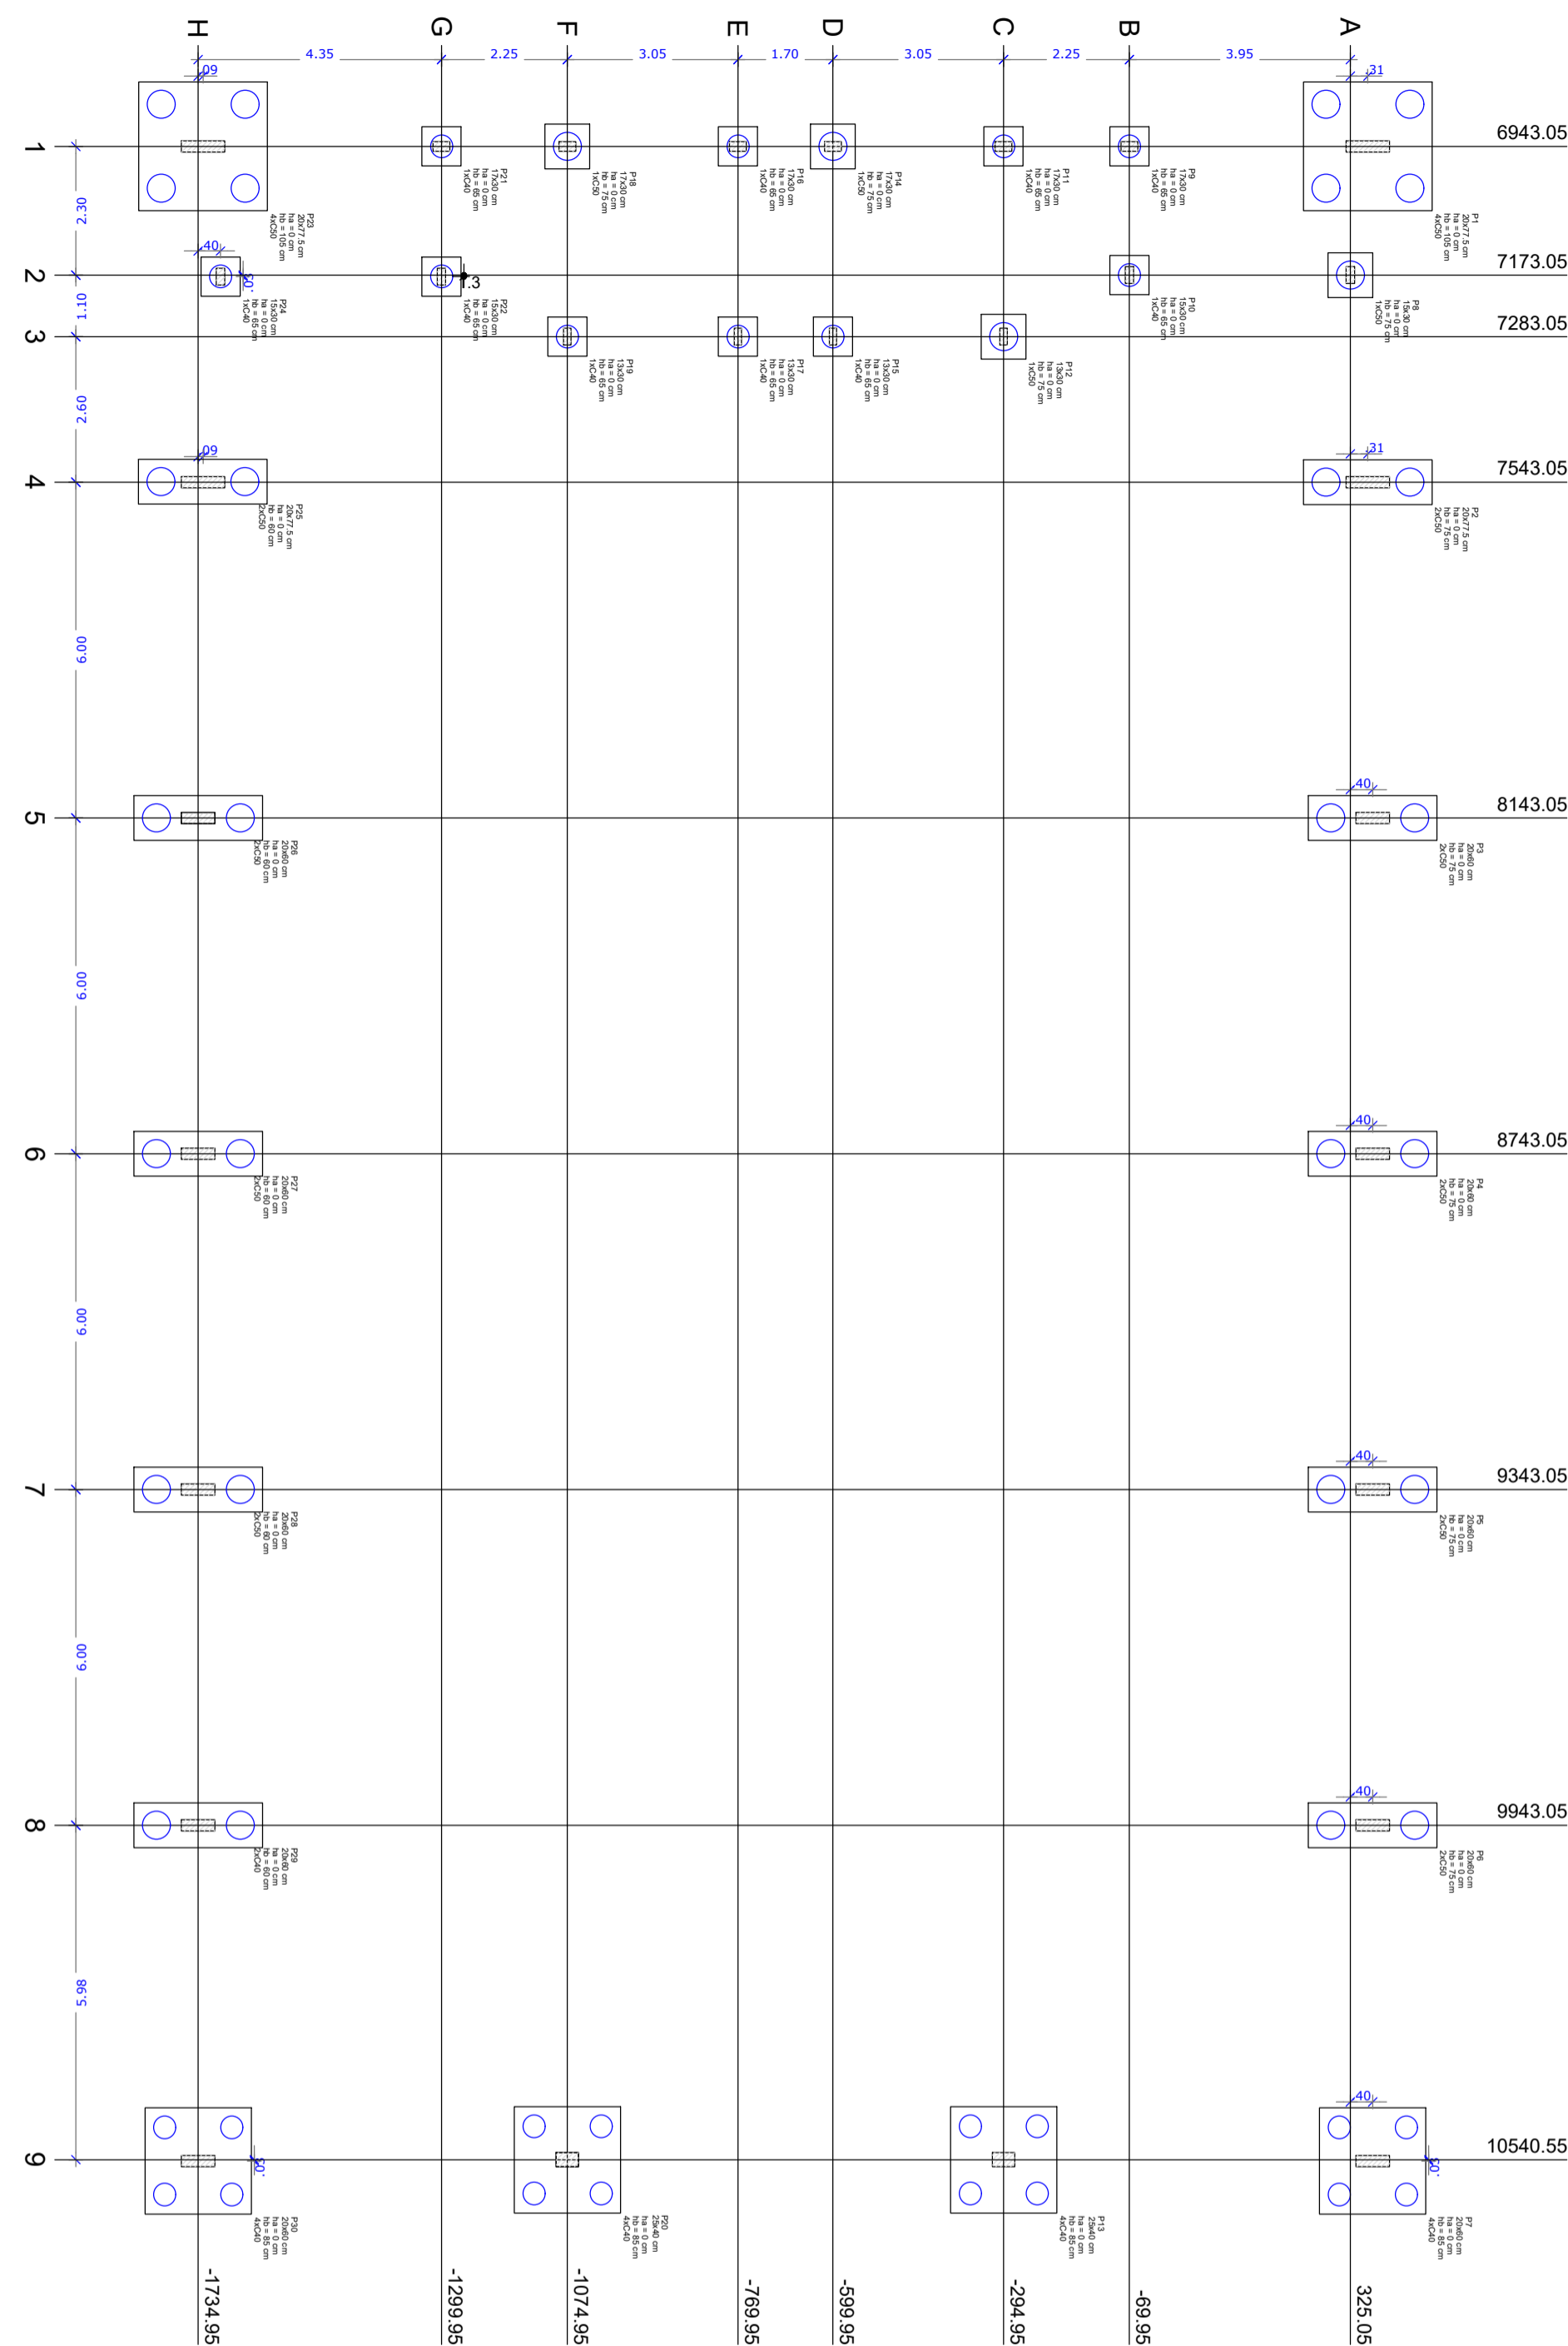 H
G
F
E
D
C
B
A
4.35
2.25
3.05
1.70
3.05
2.25
3.95
.09
.31
6943.05
1
P23
20x77.5 cm
ha = 0 cm
hb = 105 cm
4xC50
P21
17x30 cm
ha = 0 cm
hb = 65 cm
1xC40
P18
17x30 cm
ha = 0 cm
hb = 75 cm
1xC50
P16
17x30 cm
ha = 0 cm
hb = 65 cm
1xC40
P14
17x30 cm
ha = 0 cm
hb = 75 cm
1xC50
P11
17x30 cm
ha = 0 cm
hb = 65 cm
1xC40
P9
17x30 cm
ha = 0 cm
hb = 65 cm
1xC40
P1
20x77.5 cm
ha = 0 cm
hb = 105 cm
4xC50
2.30
.40
.03
1.3
7173.05
2
P24
15x30 cm
ha = 0 cm
hb = 65 cm
1xC40
P22
15x30 cm
ha = 0 cm
hb = 65 cm
1xC40
P10
15x30 cm
ha = 0 cm
hb = 65 cm
1xC40
P8
15x30 cm
ha = 0 cm
hb = 75 cm
1xC50
1.10
7283.05
3
P19
13x30 cm
ha = 0 cm
hb = 65 cm
1xC40
P17
13x30 cm
ha = 0 cm
hb = 65 cm
1xC40
P15
13x30 cm
ha = 0 cm
hb = 65 cm
1xC40
P12
13x30 cm
ha = 0 cm
hb = 75 cm
1xC50
2.60
.09
.31
7543.05
4
P25
20x77.5 cm
ha = 0 cm
hb = 60 cm
2xC50
P2
20x77.5 cm
ha = 0 cm
hb = 75 cm
2xC50
6.00
.40
8143.05
5
P26
20x60 cm
ha = 0 cm
hb = 60 cm
2xC50
P3
20x60 cm
ha = 0 cm
hb = 75 cm
2xC50
6.00
.40
8743.05
6
P27
20x60 cm
ha = 0 cm
hb = 60 cm
2xC50
P4
20x60 cm
ha = 0 cm
hb = 75 cm
2xC50
6.00
.40
9343.05
7
P28
20x60 cm
ha = 0 cm
hb = 60 cm
2xC50
P5
20x60 cm
ha = 0 cm
hb = 75 cm
2xC50
6.00
.40
9943.05
8
P29
20x60 cm
ha = 0 cm
hb = 60 cm
2xC40
P6
20x60 cm
ha = 0 cm
hb = 75 cm
2xC50
5.98
.40
.03
.03
10540.55
9
P30
20x60 cm
ha = 0 cm
hb = 85 cm
4xC40
P20
25x40 cm
ha = 0 cm
hb = 85 cm
4xC40
P13
25x40 cm
ha = 0 cm
hb = 85 cm
4xC40
P7
20x60 cm
ha = 0 cm
hb = 85 cm
4xC40
-1734.95
-1299.95
-1074.95
-769.95
-599.95
-294.95
-69.95
325.05